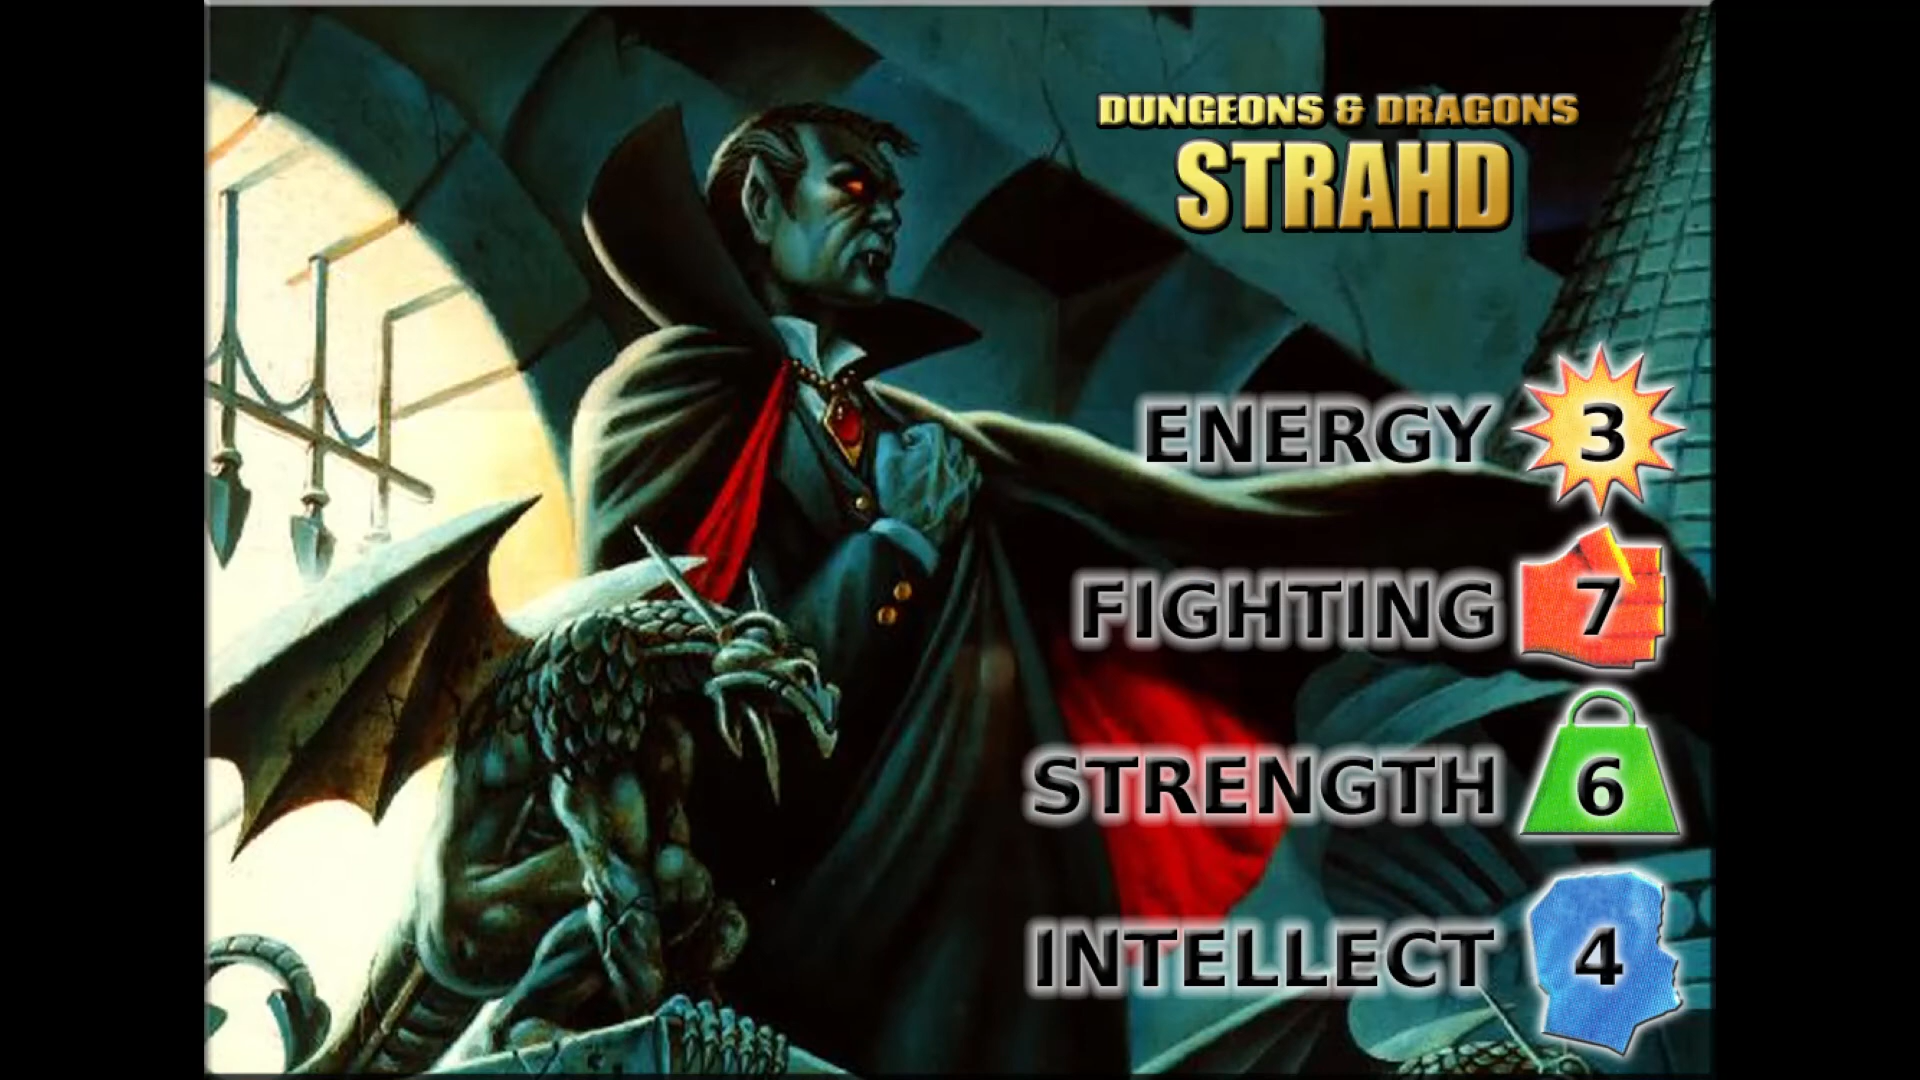 DUNGEONS & DRAGONS
STRAHD
ENERGY 3
FIGHTING 7
STRENGTH 6
INTELLECT 4